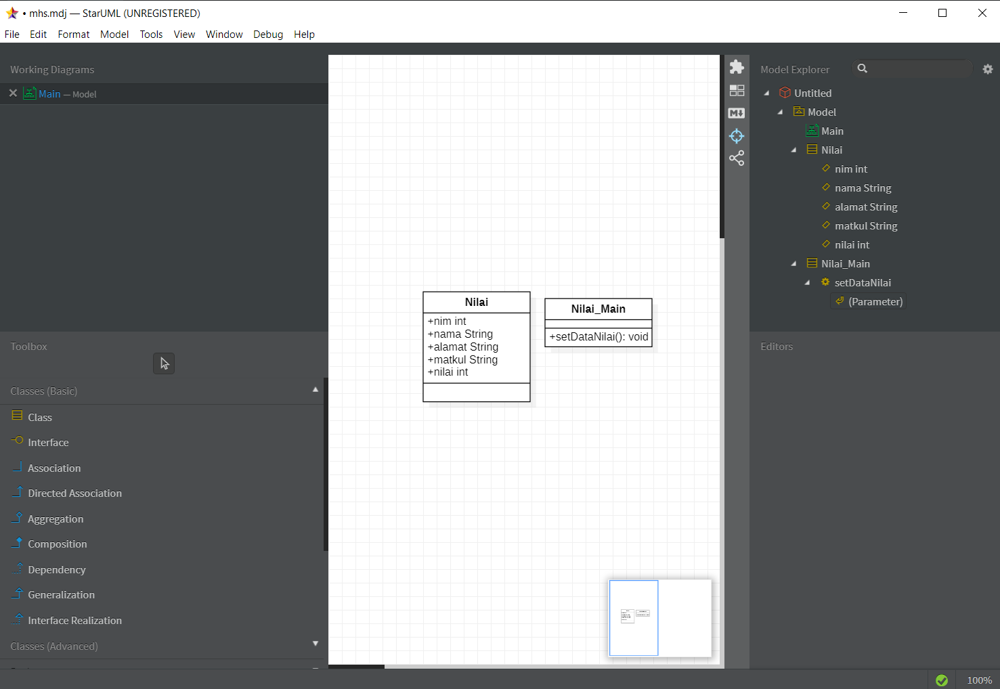 • mhs.mdj — StarUML (UNREGISTERED)
File Edit Format Model Tools View Window Debug Help
Working Diagrams
Main — Model
Toolbox
Classes (Basic)
Class
Interface
Association
Directed Association
Aggregation
Composition
Dependency
Generalization
Interface Realization
Classes (Advanced)
Nilai
+nim int
+nama String
+alamat String
+matkul String
+nilai int
Nilai_Main
+setDataNilai(): void
M
Model Explorer
Untitled
Model
Main
Nilai
nim int
nama String
alamat String
matkul String
nilai int
Nilai_Main
setDataNilai
(Parameter)
Editors
100%